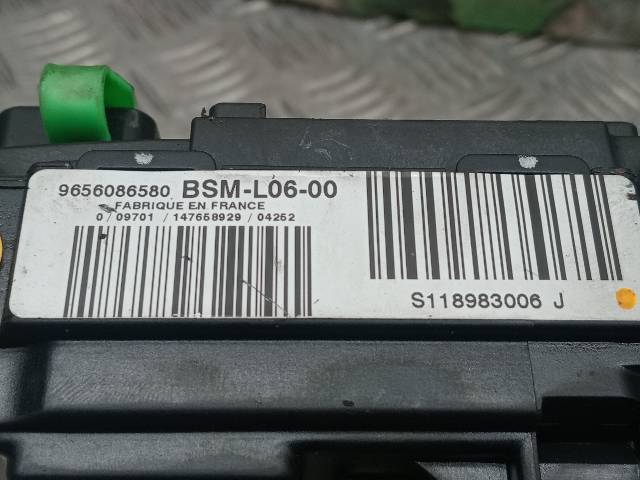 9656086580 BSM-L06-00
FABRIQUE EN FRANCE
0/09701 / 147658929 / 04252
S118983006 J